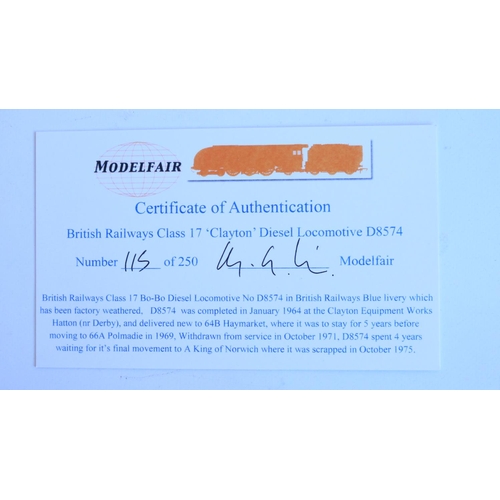 MODELFAIR
Certificate of Authentication
British Railways Class 17 'Clayton' Diesel Locomotive D8574
Number 115 of 250 Modelfair
British Railways Class 17 Bo-Bo Diesel Locomotive No D8574 in British Railways Blue livery which
has been factory weathered, D8574 was completed in January 1964 at the Clayton Equipment Works
Hatton (nr Derby), and delivered new to 64B Haymarket, where it was to stay for 5 years before
moving to 66A Polmadie in 1969, Withdrawn from service in October 1971, D8574 spent 4 years
waiting for it's final movement to A King of Norwich where it was scrapped in October 1975.